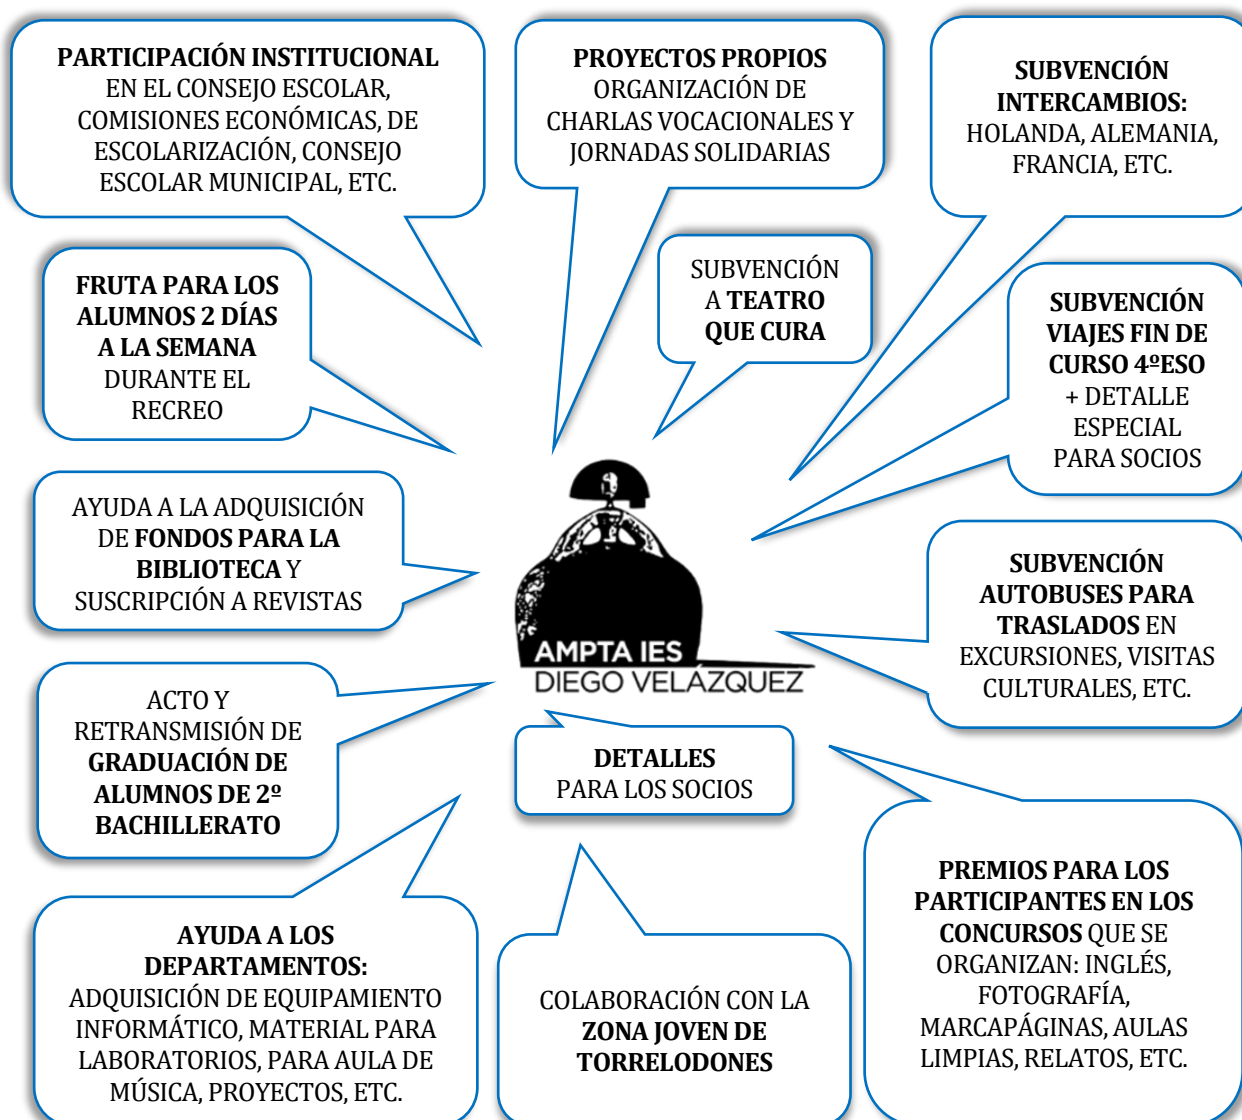 PARTICIPACIÓN INSTITUCIONAL
EN EL CONSEJO ESCOLAR,
COMISIONES ECONÓMICAS, DE
ESCOLARIZACIÓN, CONSEJO
ESCOLAR MUNICIPAL, ETC.
PROYECTOS PROPIOS
ORGANIZACIÓN DE
CHARLAS VOCACIONALES Y
JORNADAS SOLIDARIAS
SUBVENCIÓN
INTERCAMBIOS:
HOLANDA, ALEMANIA,
FRANCIA, ETC.
FRUTA PARA LOS
ALUMNOS 2 DÍAS
A LA SEMANA
DURANTE EL
RECREO
SUBVENCIÓN
A TEATRO
QUE CURA
SUBVENCIÓN
VIAJES FIN DE
CURSO 4ºESO
+ DETALLE
ESPECIAL
PARA SOCIOS
AYUDA A LA ADQUISICIÓN
DE FONDOS PARA LA
BIBLIOTECA Y
SUSCRIPCIÓN A REVISTAS
AMPTA IES
DIEGO VELÁZQUEZ
SUBVENCIÓN
AUTOBUSES PARA
TRASLADOS EN
EXCURSIONES, VISITAS
CULTURALES, ETC.
ACTO Y
RETRANSMISIÓN DE
GRADUACIÓN DE
ALUMNOS DE 2º
BACHILLERATO
DETALLES
PARA LOS SOCIOS
AYUDA A LOS
DEPARTAMENTOS:
ADQUISICIÓN DE EQUIPAMIENTO
INFORMÁTICO, MATERIAL PARA
LABORATORIOS, PARA AULA DE
MÚSICA, PROYECTOS, ETC.
COLABORACIÓN CON LA
ZONA JOVEN DE
TORRELODONES
PREMIOS PARA LOS
PARTICIPANTES EN LOS
CONCURSOS QUE SE
ORGANIZAN: INGLÉS,
FOTOGRAFÍA,
MARCAPÁGINAS, AULAS
LIMPIAS, RELATOS, ETC.